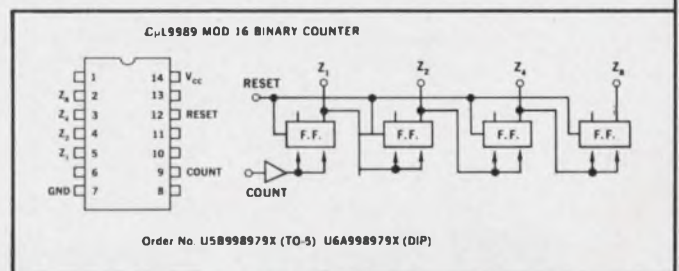 CµL9989 MOD 16 BINARY COUNTER
1
14 Vcc
Z8 2
13
Z4 3
12 RESET
Z2 4
11
Z1 5
10
6
9 COUNT
GND 7
8
RESET
Z1
Z2
Z4
Z8
F.F.
F.F.
F.F.
F.F.
COUNT
Order No. U5B998979X (TO-5) U6A998979X (DIP)